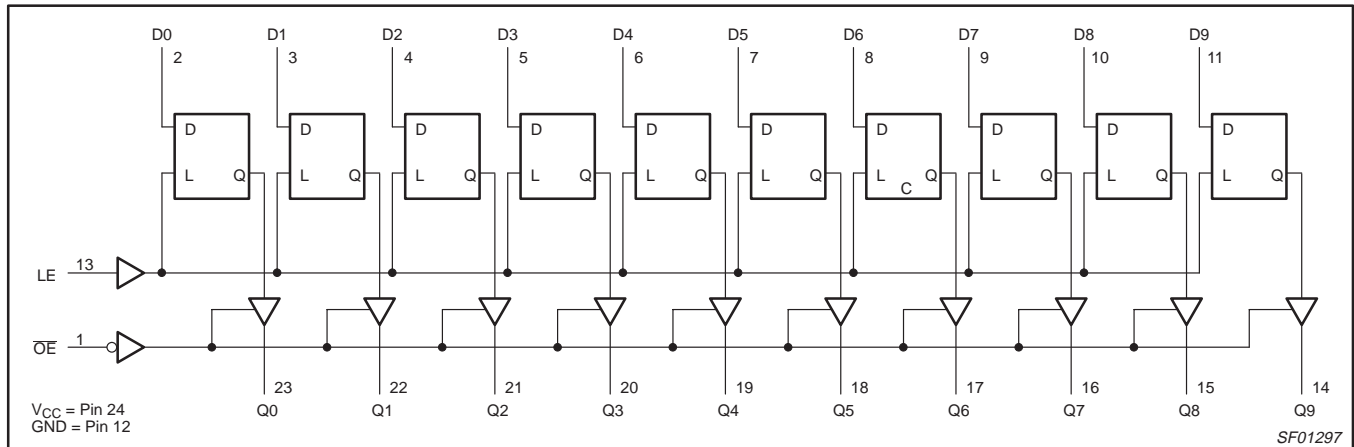 D0 D1 D2 D3 D4 D5 D6 D7 D8 D9
2 3 4 5 6 7 8 9 10 11
D D D D D D D D D D
L Q L Q L Q L Q L Q L Q L Q L Q L Q L Q
C
LE 13
OE 1
23 22 21 20 19 18 17 16 15 14
Q0 Q1 Q2 Q3 Q4 Q5 Q6 Q7 Q8 Q9
VCC = Pin 24
GND = Pin 12
SF01297